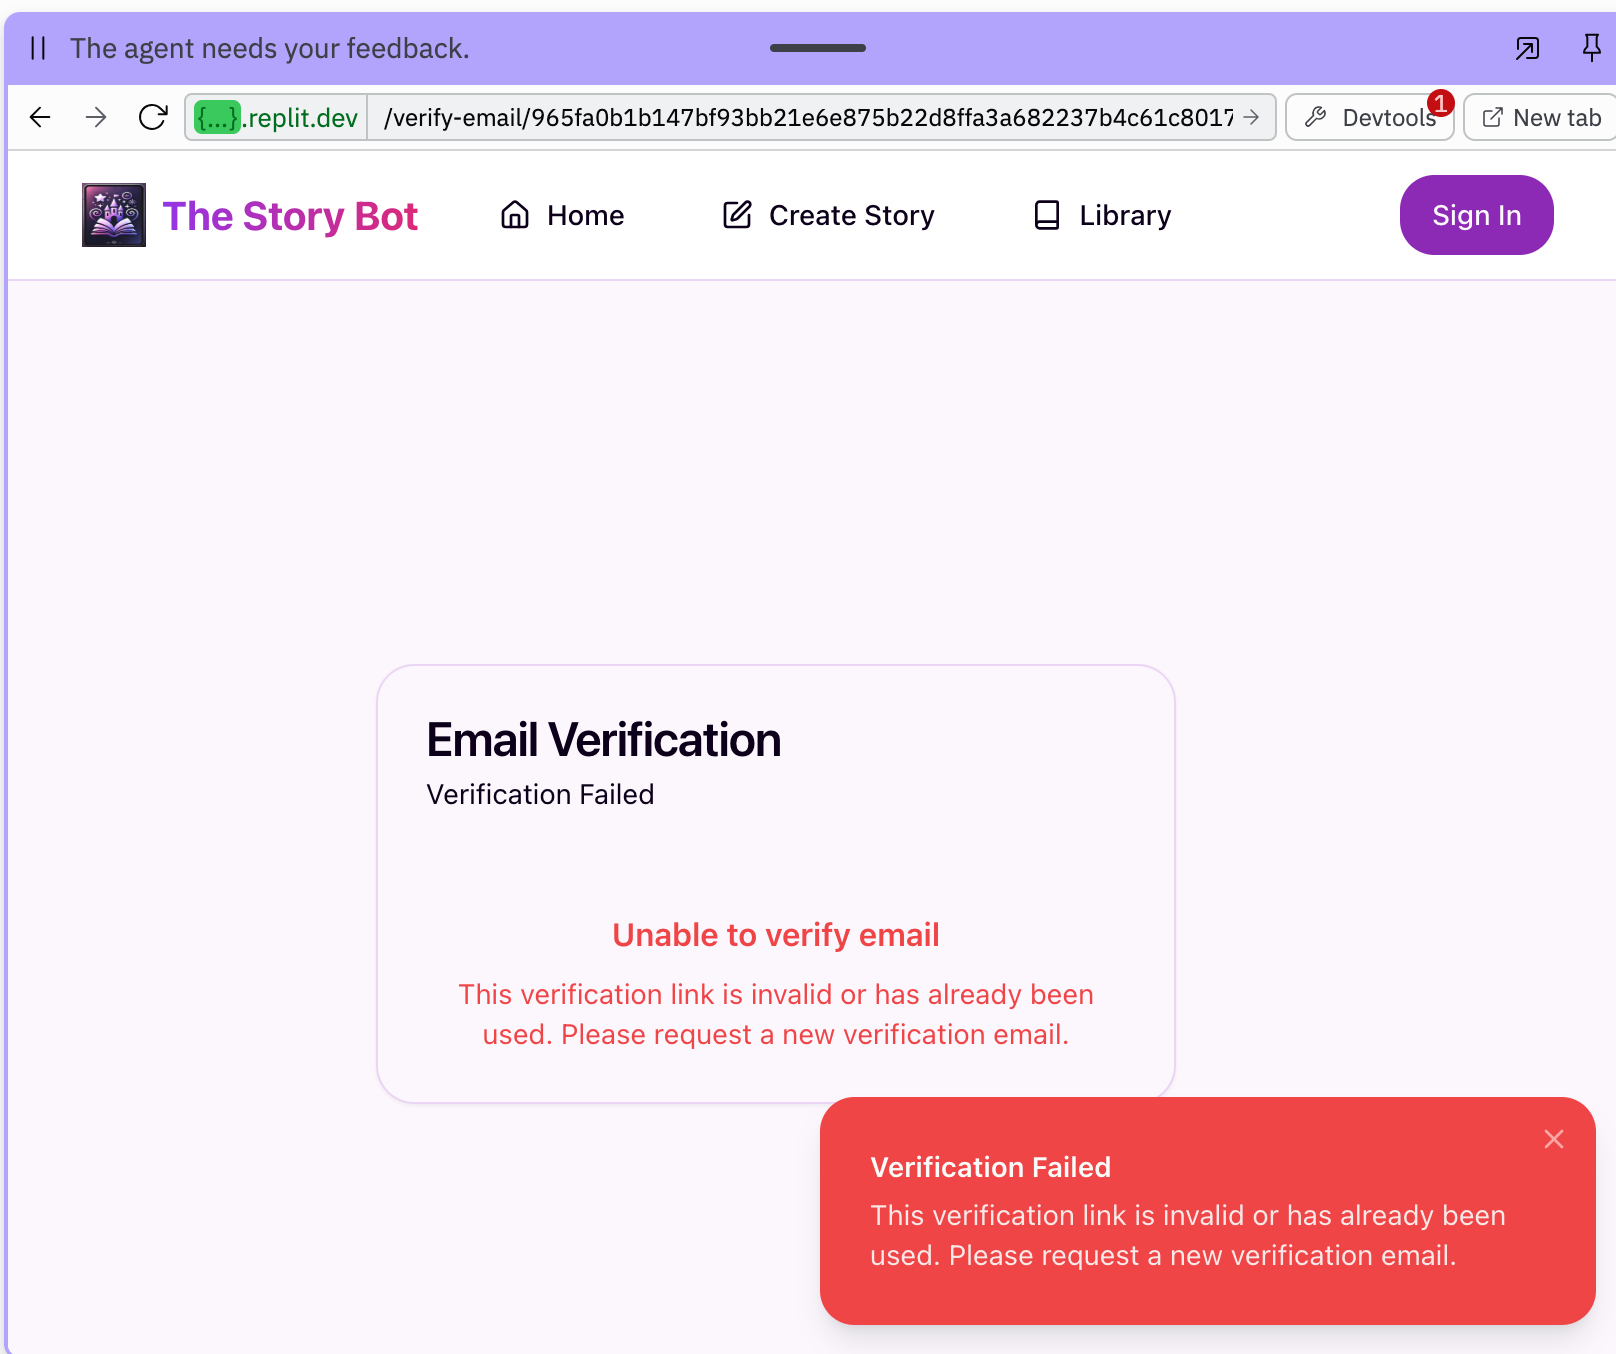 The agent needs your feedback.
{...}.replit.dev /verify-email/965fa0b1b147bf93bb21e6e875b22d8ffa3a682237b4c61c8017 Devtools 1 New tab
The Story Bot Home Create Story Library Sign In
Email Verification
Verification Failed
Unable to verify email
This verification link is invalid or has already been
used. Please request a new verification email.
Verification Failed
This verification link is invalid or has already been
used. Please request a new verification email.